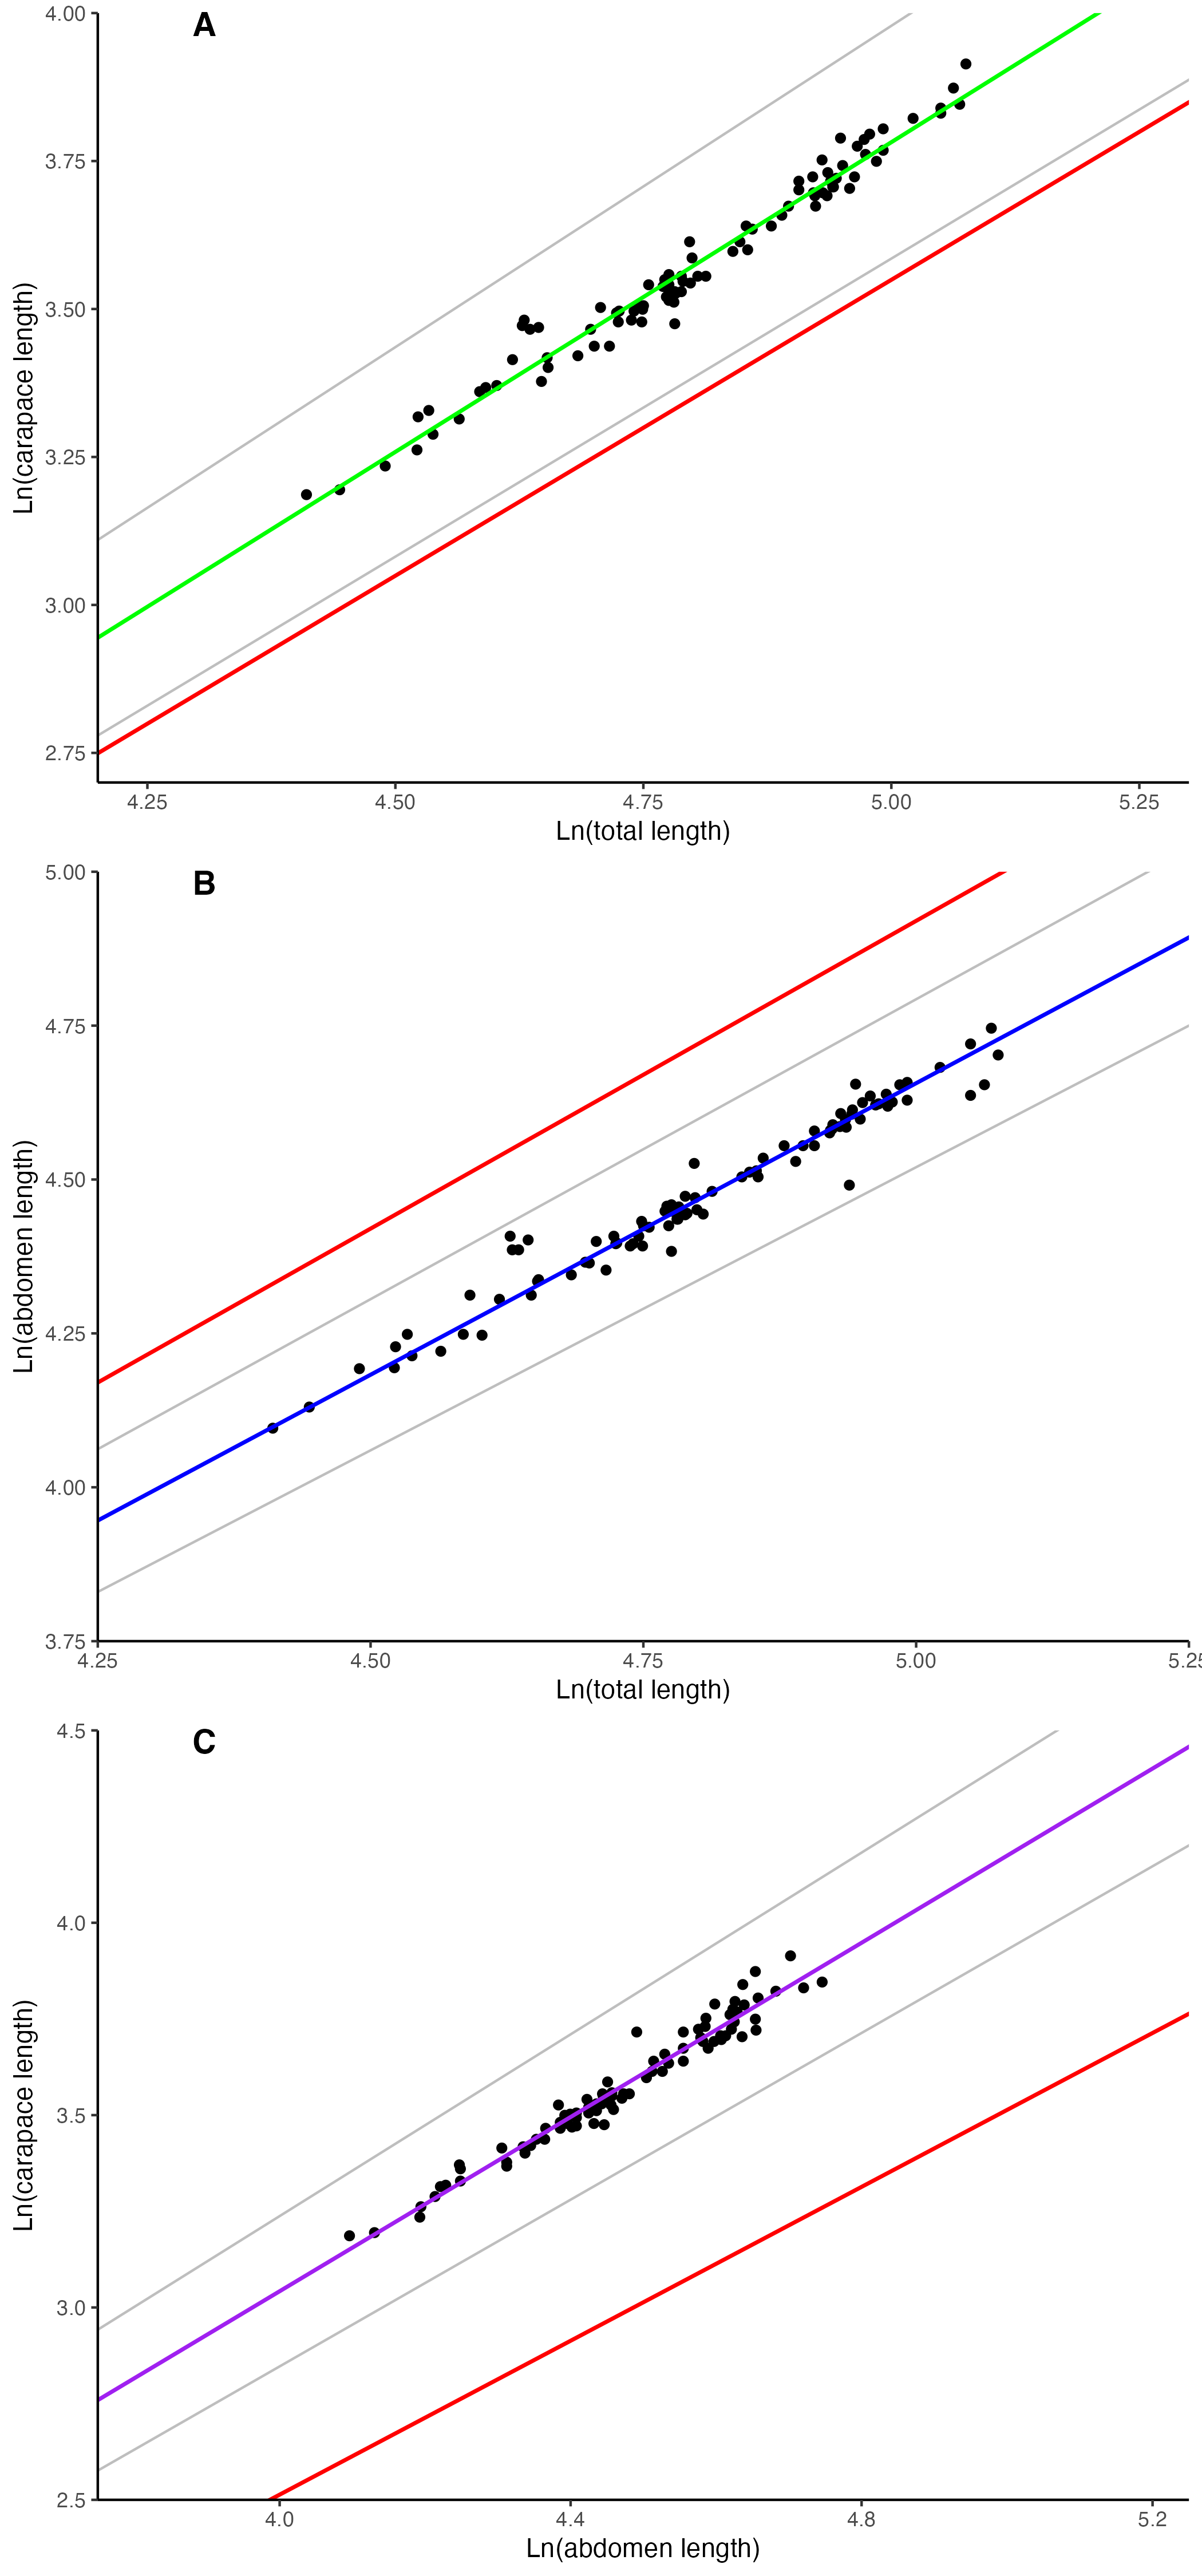 A
4.00
3.75
3.50
3.25
3.00
2.75
Ln(carapace length)
4.25 4.50 4.75 5.00 5.25
Ln(total length)
B
5.00
4.75
4.50
4.25
4.00
3.75
Ln(abdomen length)
4.25 4.50 4.75 5.00 5.25
Ln(total length)
C
4.5
4.0
3.5
3.0
2.5
Ln(carapace length)
4.0 4.4 4.8 5.2
Ln(abdomen length)